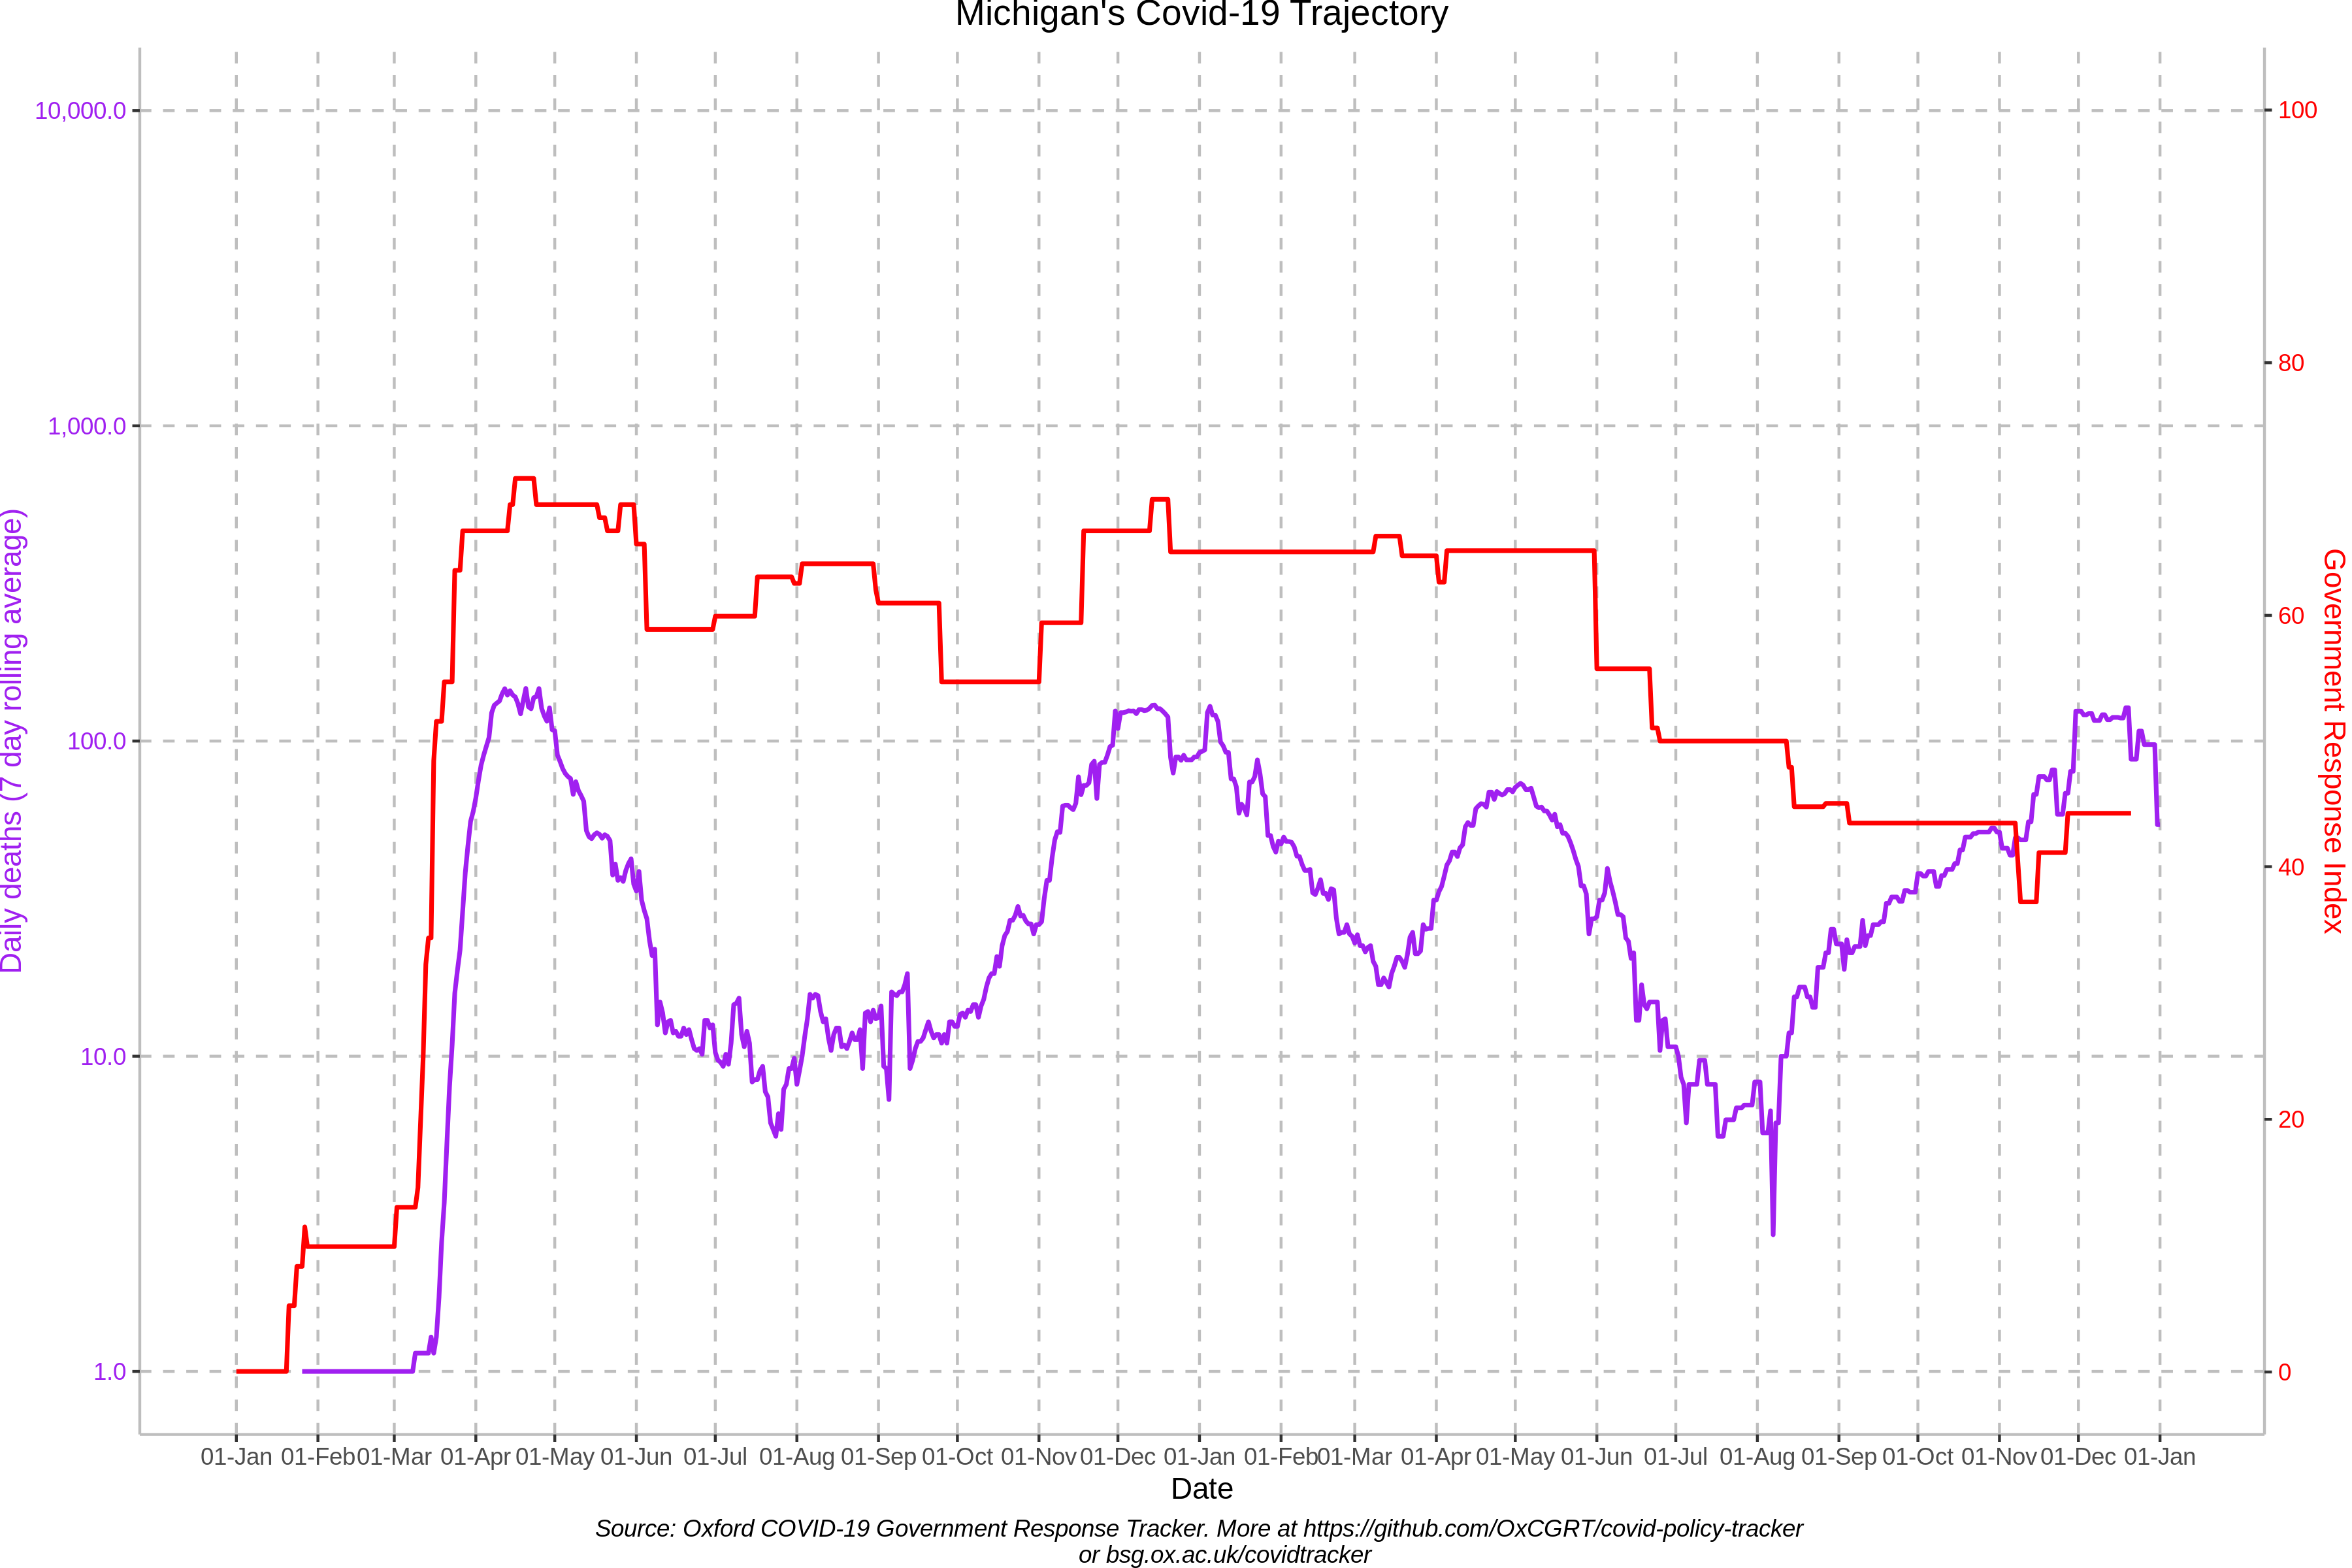 Michigan's Covid-19 Trajectory
10,000.0
1,000.0
100.0
10.0
1.0
Daily deaths (7 day rolling average)
100
80
60
40
20
0
Government Response Index
01-Jan 01-Feb 01-Mar 01-Apr 01-May 01-Jun 01-Jul 01-Aug 01-Sep 01-Oct 01-Nov 01-Dec 01-Jan 01-Feb 01-Mar 01-Apr 01-May 01-Jun 01-Jul 01-Aug 01-Sep 01-Oct 01-Nov 01-Dec 01-Jan
Date
Source: Oxford COVID-19 Government Response Tracker. More at https://github.com/OxCGRT/covid-policy-tracker
or bsg.ox.ac.uk/covidtracker